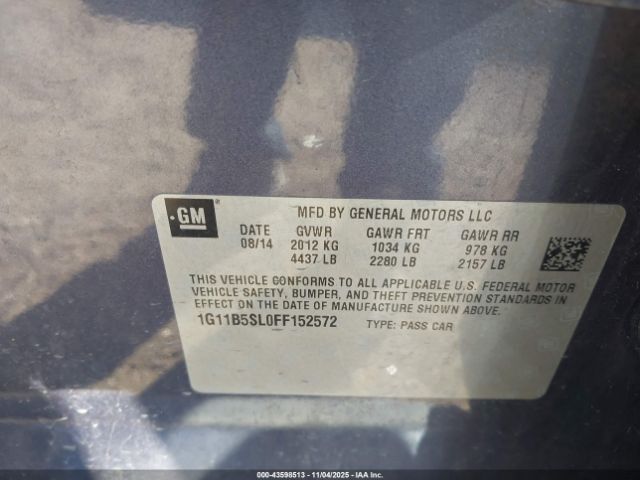 GM
MFD BY GENERAL MOTORS LLC
DATE GVWR GAWR FRT GAWR RR
08/14 2012 KG 1034 KG 978 KG
4437 LB 2280 LB 2157 LB
THIS VEHICLE CONFORMS TO ALL APPLICABLE U.S. FEDERAL MOTOR
VEHICLE SAFETY, BUMPER, AND THEFT PREVENTION STANDARDS IN
EFFECT ON THE DATE OF MANUFACTURE SHOWN ABOVE.
1G11B5SL0FF152572 TYPE: PASS CAR
000-43598513 - 11/04/2025 - IAA Inc.